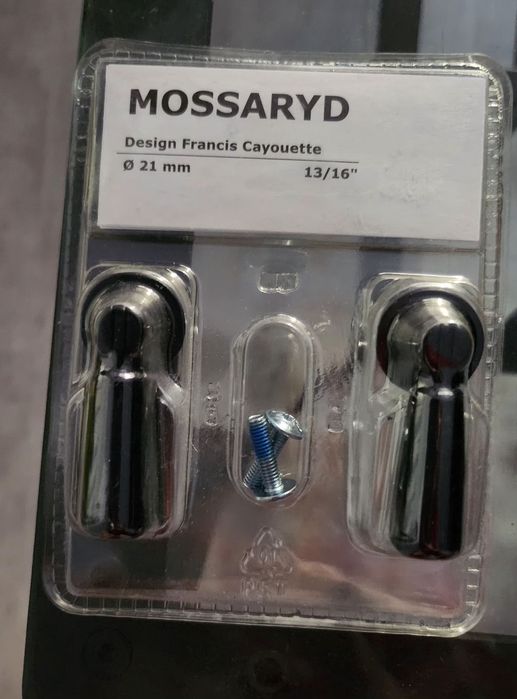 MOSSARYD
Design Francis Cayouette
Ø 21 mm 13/16"